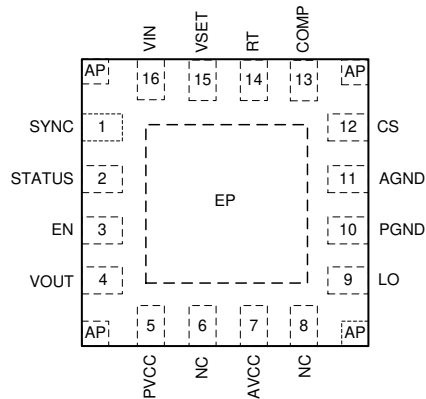 VIN VSET RT COMP
AP 16 15 14 13 AP
SYNC 1 12 CS
STATUS 2 11 AGND
EP
EN 3 10 PGND
VOUT 4 9 LO
AP 5 6 7 8 AP
PVCC NC AVCC NC